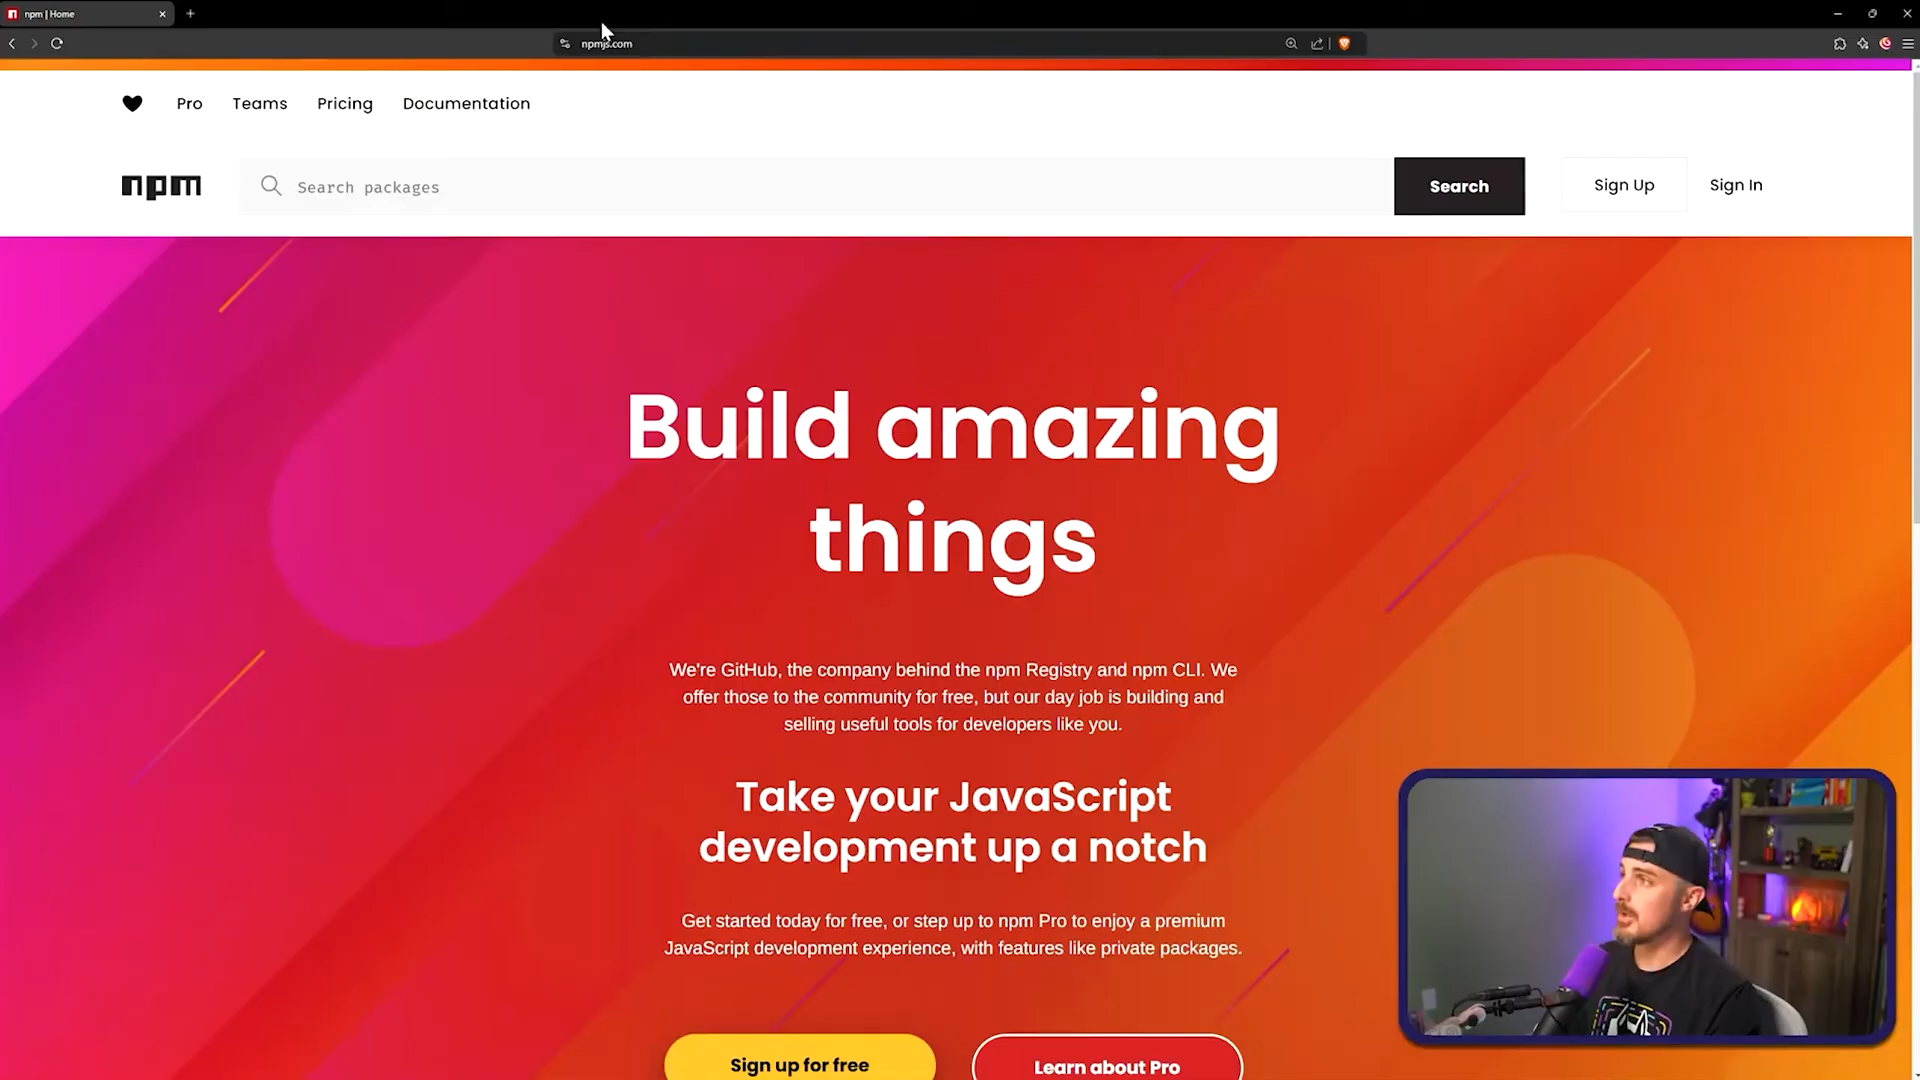 npm | Home
npmjs.com
Pro Teams Pricing Documentation
npm
Search packages
Search
Sign Up
Sign In
Build amazing
things
We're GitHub, the company behind the npm Registry and npm CLI. We
offer those to the community for free, but our day job is building and
selling useful tools for developers like you.
Take your JavaScript
development up a notch
Get started today for free, or step up to npm Pro to enjoy a premium
JavaScript development experience, with features like private packages.
Sign up for free
Learn about Pro